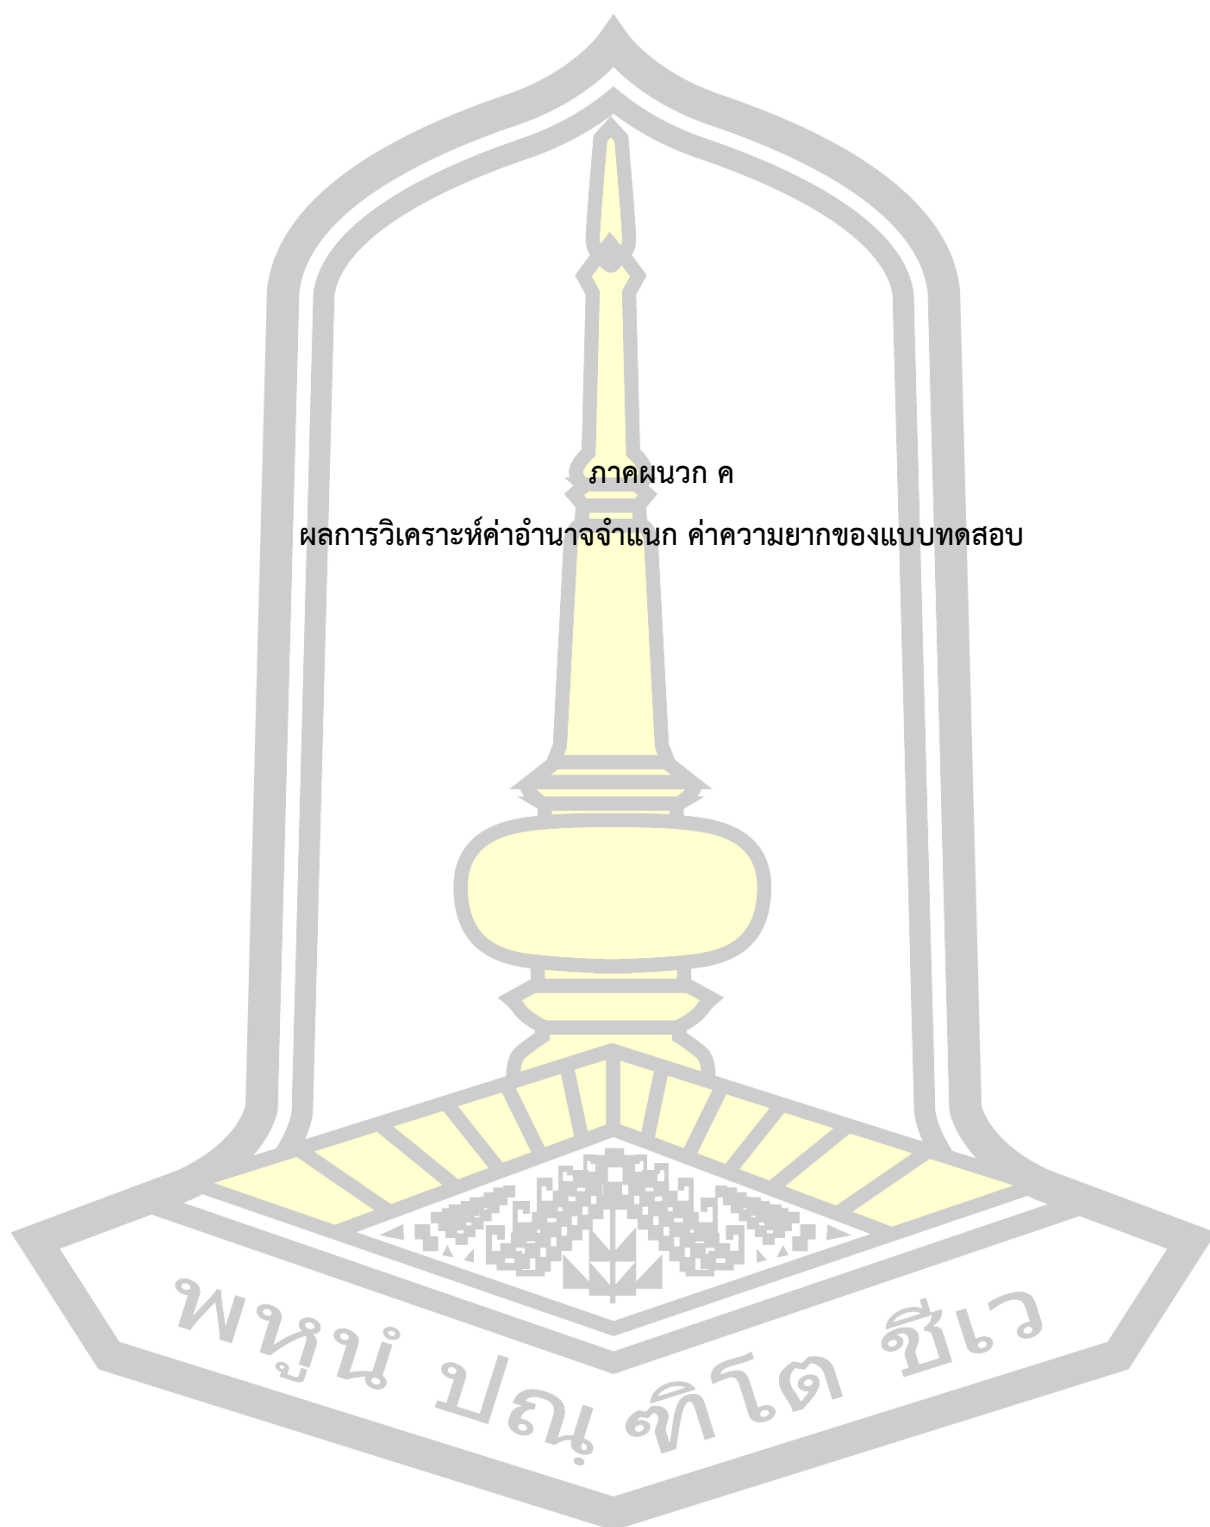 ภาคผนวก ค
ผลการวิเคราะห์ค่าอำนาจจำแนก ค่าความยากของแบบทดสอบ
พหูนํ ปณฺฑิโต ชีเว